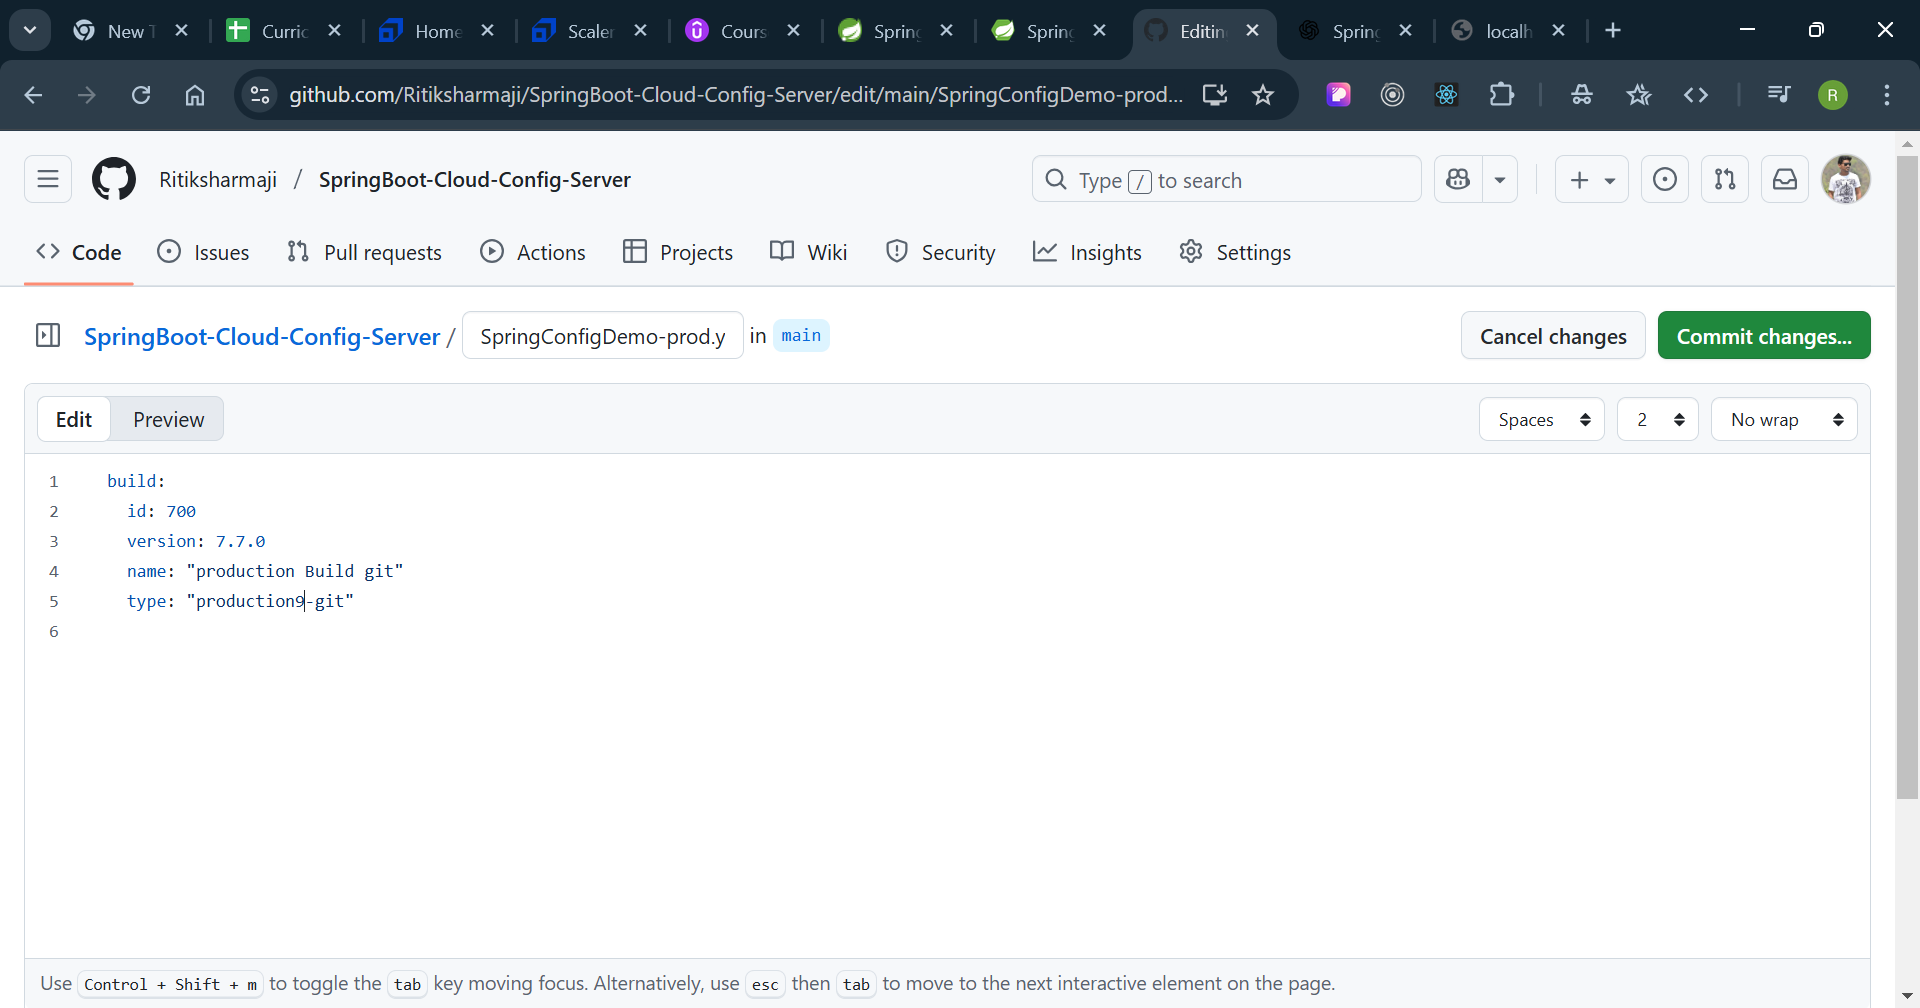 New T
Curric
Home
Scaler
Cours
Spring
Spring
Editin
Spring
localh
github.com/Ritiksharmaji/SpringBoot-Cloud-Config-Server/edit/main/SpringConfigDemo-prod...
R
Ritiksharmaji / SpringBoot-Cloud-Config-Server
Type / to search
Code
Issues
Pull requests
Actions
Projects
Wiki
Security
Insights
Settings
SpringBoot-Cloud-Config-Server / SpringConfigDemo-prod.y in main
Cancel changes
Commit changes...
Edit
Preview
Spaces
2
No wrap
1 build:
2 id: 700
3 version: 7.7.0
4 name: "production Build git"
5 type: "production9-git"
6
Use Control + Shift + m to toggle the tab key moving focus. Alternatively, use esc then tab to move to the next interactive element on the page.